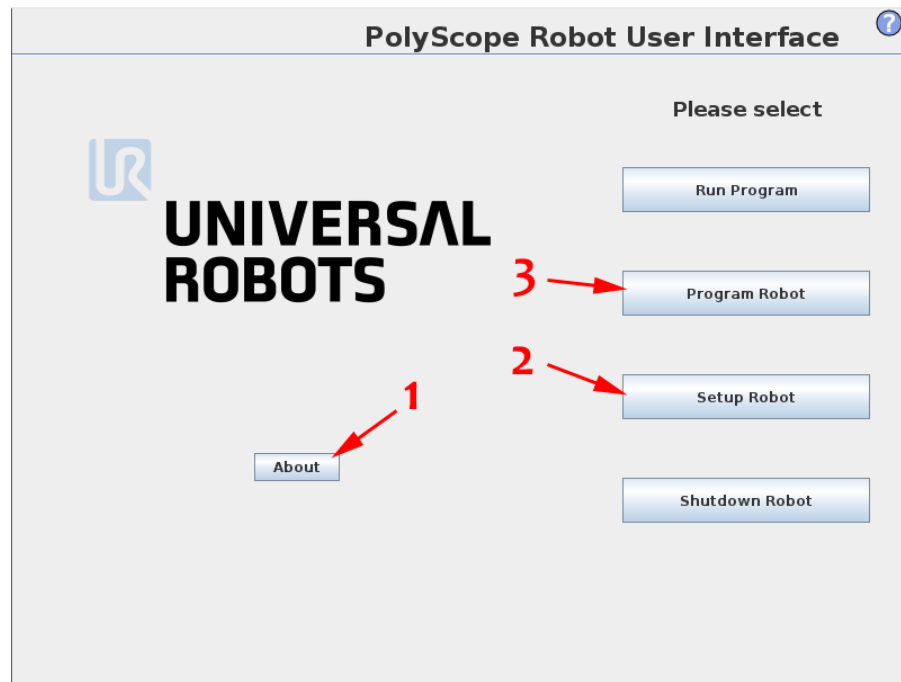 PolyScope Robot User Interface
?
Please select
UR
UNIVERSAL
ROBOTS
Run Program
3
Program Robot
2
Setup Robot
1
About
Shutdown Robot